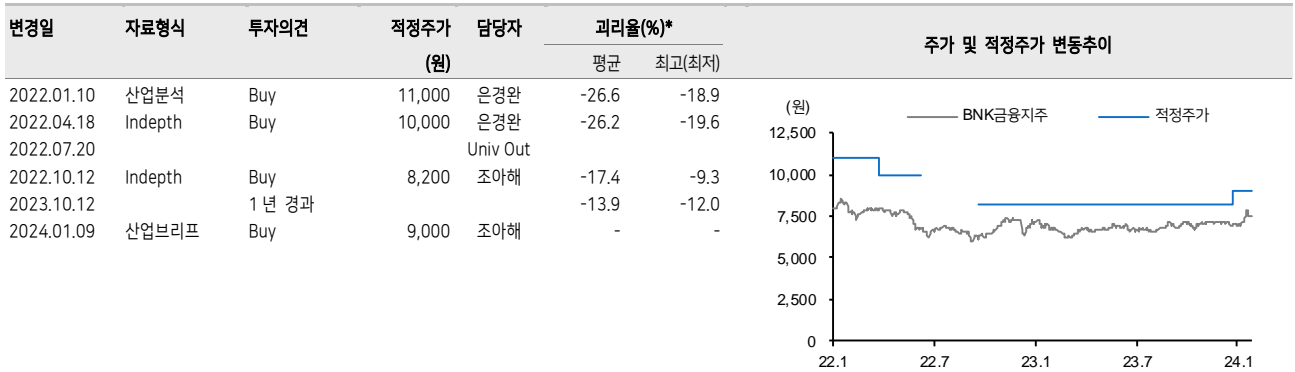 변경일 자료형식 투자의견 적정주가 담당자 괴리율(%)* 주가 및 적정주가 변동추이
(원) 평균 최고(최저)
2022.01.10 산업분석 Buy 11,000 은경완 -26.6 -18.9
2022.04.18 Indepth Buy 10,000 은경완 -26.2 -19.6
2022.07.20 Univ Out
2022.10.12 Indepth Buy 8,200 조아해 -17.4 -9.3
2023.10.12 1년 경과 -13.9 -12.0
2024.01.09 산업브리프 Buy 9,000 조아해 - -
(원)
BNK금융지주 적정주가
12,500
10,000
7,500
5,000
2,500
0
22.1 22.7 23.1 23.7 24.1